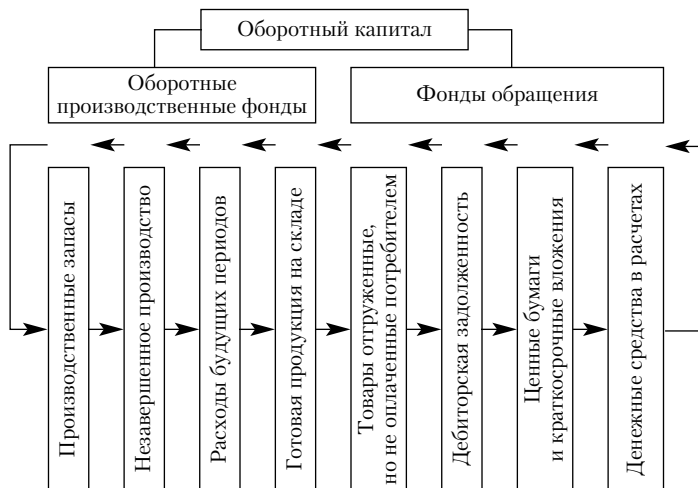 Оборотный капитал
Оборотные
производственные фонды
Фонды обращения
Производственные запасы
Незавершенное производство
Расходы будущих периодов
Готовая продукция на складе
Товары отгруженные,
но не оплаченные потребителем
Дебиторская задолженность
Ценные бумаги
и краткосрочные вложения
Денежные средства в расчетах